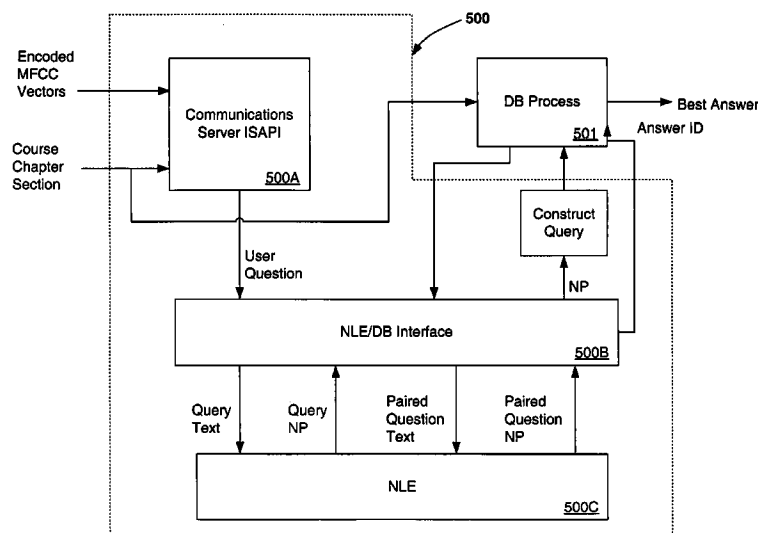 500
Encoded
MFCC
Vectors
Communications
Server ISAPI
500A
DB Process
501
Best Answer
Answer ID
Course
Chapter
Section
Construct
Query
User
Question
NP
NLE/DB Interface
500B
Query
Text
Query
NP
Paired
Question
Text
Paired
Question
NP
NLE
500C